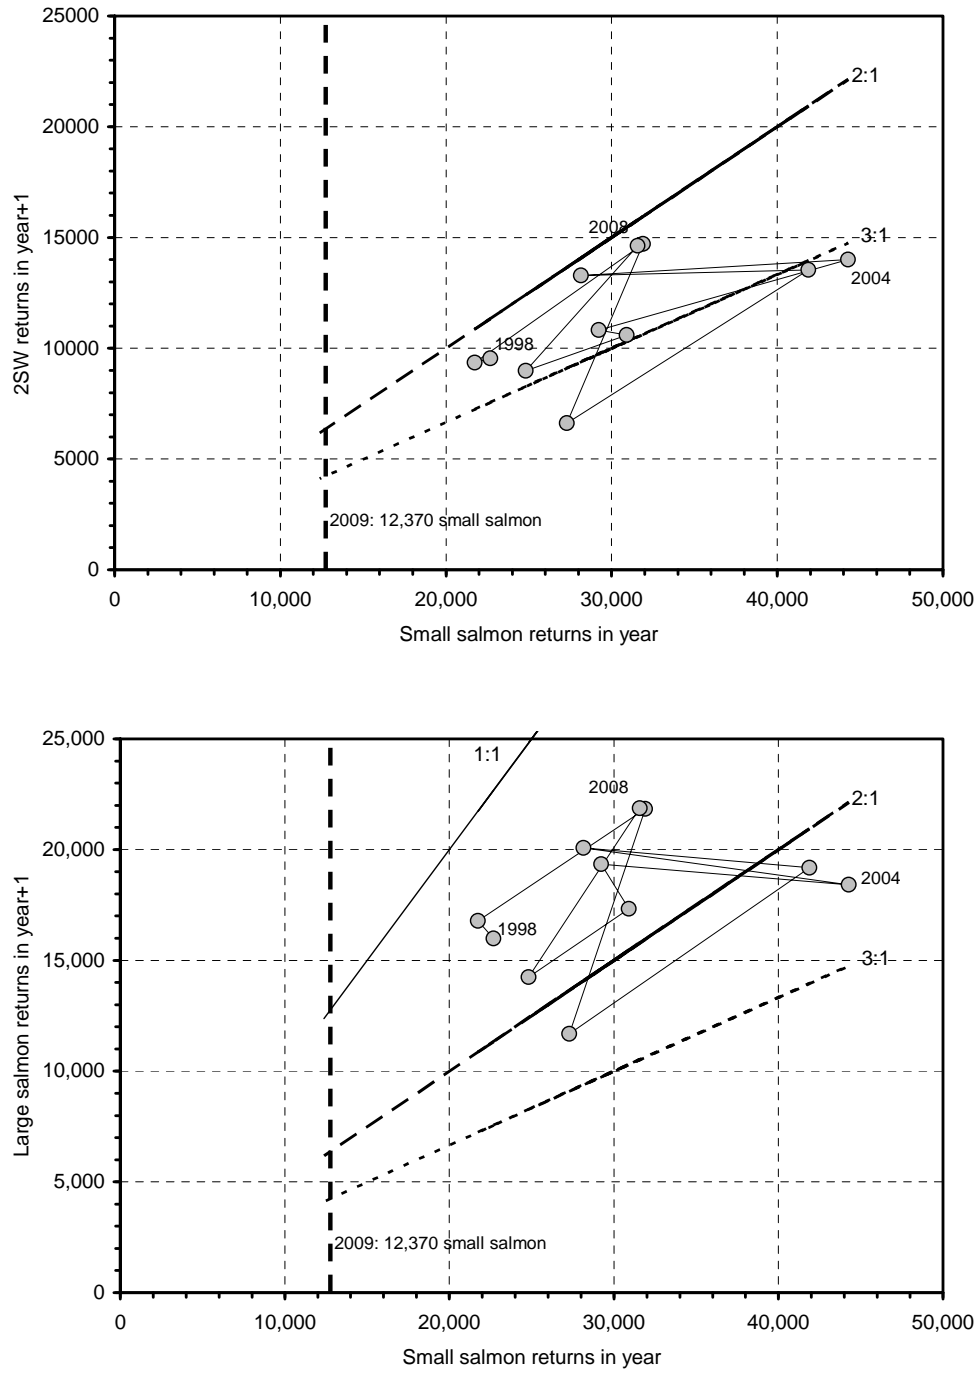 25000
2:1
20000
2SW returns in year+1
15000
2008
3:1
2004
10000
1998
5000
2009: 12,370 small salmon
0
0 10,000 20,000 30,000 40,000 50,000
Small salmon returns in year
25,000
1:1
2008
2:1
20,000
2004
Large salmon returns in year+1
1998
15,000
3:1
10,000
5,000
2009: 12,370 small salmon
0
0 10,000 20,000 30,000 40,000 50,000
Small salmon returns in year